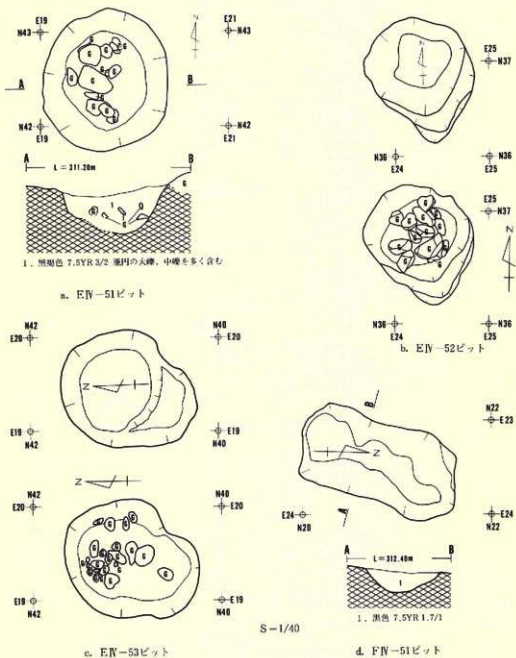 E19 E21
N43 N43
N
A B
N42 N42
E19 E21
A B
L=311.20m
G
1
1．黒褐色 7.5YR 3/2 亜円の大礫、中礫を多く含む
a. EⅣ-51ピット
N
E25
N37
N36 N36
E24 E25
E25
N37
N
N36 N36
E24 E25
b. EⅣ-52ピット
N42 N40
E20 E20
N
E19 E19
N42 N40
N
N42 N40
E20 E20
E19 E19
N42 N40
c. EⅣ-53ピット
B
N22
E23
N
E24 E24
N20 N22
A
A B
L=312.40m
1
1．黒色 7.5YR 1.7/1
d. FⅣ-51ピット
S-1/40